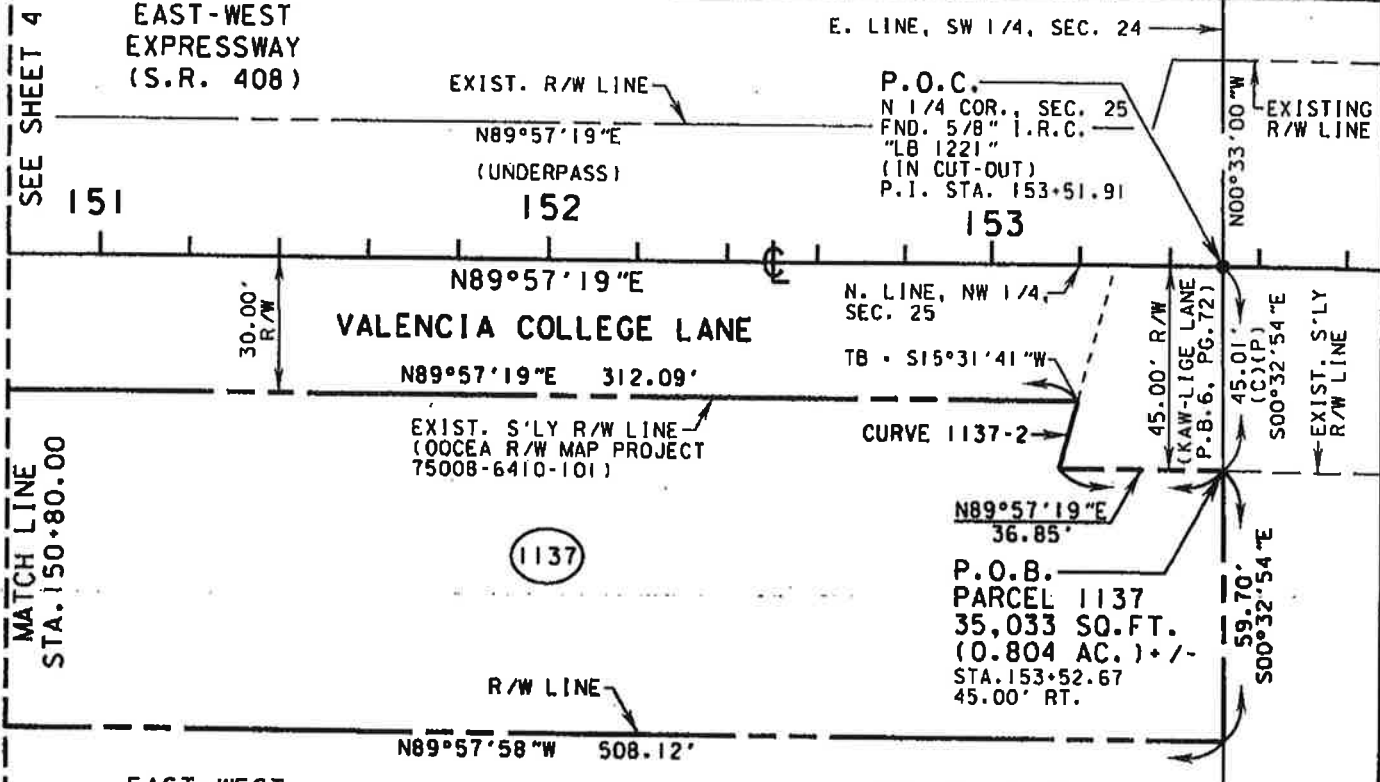 EAST-WEST
EXPRESSWAY
(S.R. 408)
SEE SHEET 4
E. LINE, SW 1/4, SEC. 24
EXIST. R/W LINE
N89°57'19"E
(UNDERPASS)
P.O.C.
N 1/4 COR., SEC. 25
FND. 5/8" I.R.C.
"LB 1221"
(IN CUT-OUT)
P.I. STA. 153+51.91
N00°33'00"W
EXISTING
R/W LINE
151
152
153
℄
N89°57'19"E
30.00'
R/W
VALENCIA COLLEGE LANE
N. LINE, NW 1/4,
SEC. 25
TB = S15°31'41"W
N89°57'19"E 312.09'
EXIST. S'LY R/W LINE
(OOCEA R/W MAP PROJECT
75008-6410-101)
CURVE 1137-2
45.00' R/W
(KAW-LIGE LANE
P.B.6, PG.72)
45.01'
(C)(P)
S00°32'54"E
EXIST. S'LY
R/W LINE
MATCH LINE
STA.150+80.00
N89°57'19"E
36.85'
1137
P.O.B.
PARCEL 1137
35,033 SQ.FT.
(0.804 AC.)+/-
STA.153+52.67
45.00' RT.
59.70'
S00°32'54"E
R/W LINE
N89°57'58"W 508.12'
EAST-WEST